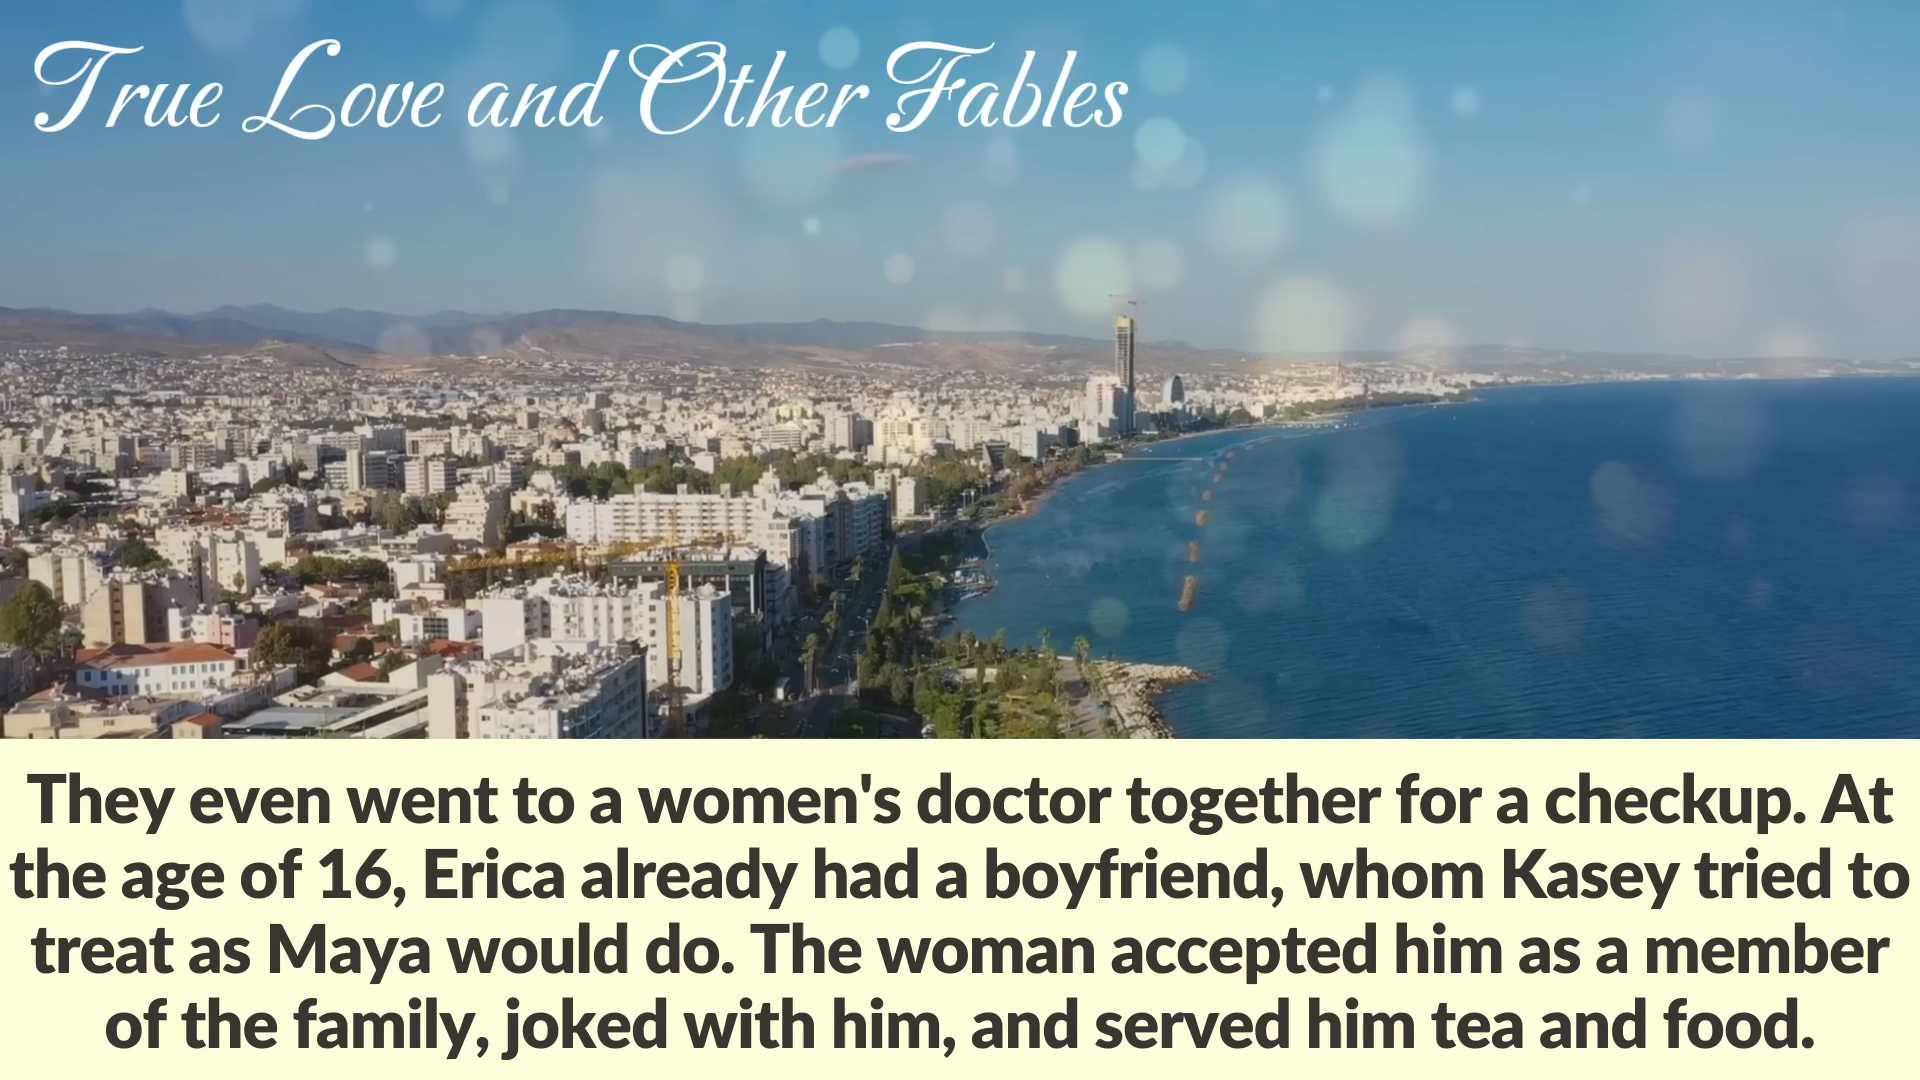 True Love and Other Fables
They even went to a women's doctor together for a checkup. At
the age of 16, Erica already had a boyfriend, whom Kasey tried to
treat as Maya would do. The woman accepted him as a member
of the family, joked with him, and served him tea and food.